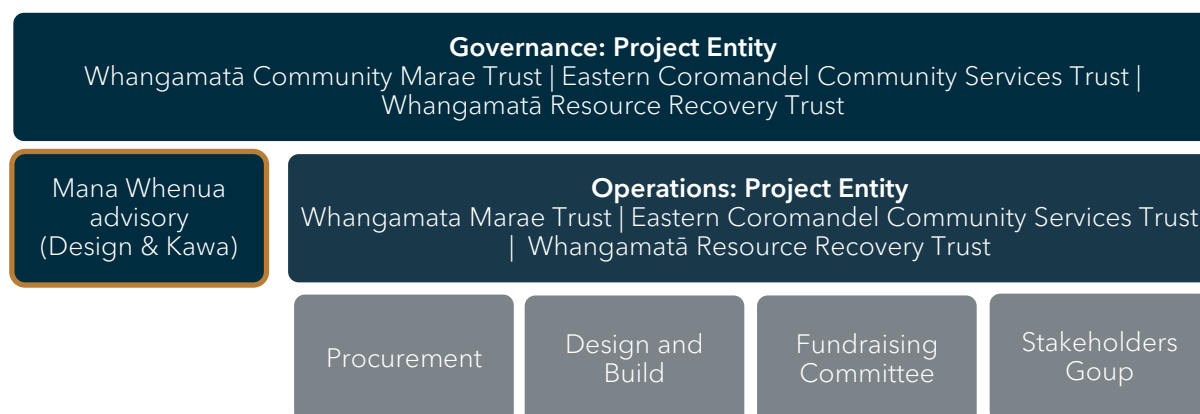 Governance: Project Entity
Whangamatā Community Marae Trust | Eastern Coromandel Community Services Trust |
Whangamatā Resource Recovery Trust
Mana Whenua
advisory
(Design & Kawa)
Operations: Project Entity
Whangamata Marae Trust | Eastern Coromandel Community Services Trust
| Whangamatā Resource Recovery Trust
Procurement
Design and
Build
Fundraising
Committee
Stakeholders
Goup